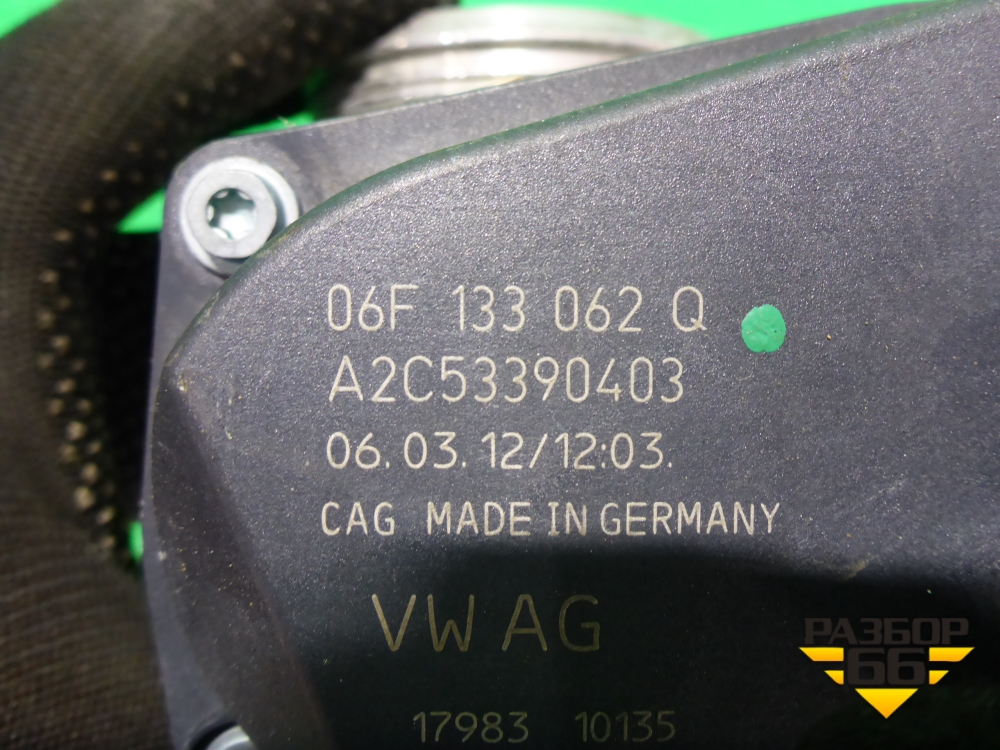 06F 133 062 Q
A2C53390403
06.03.12/12:03.
CAG MADE IN GERMANY
VW AG
17983 10135
РАЗБОР
66